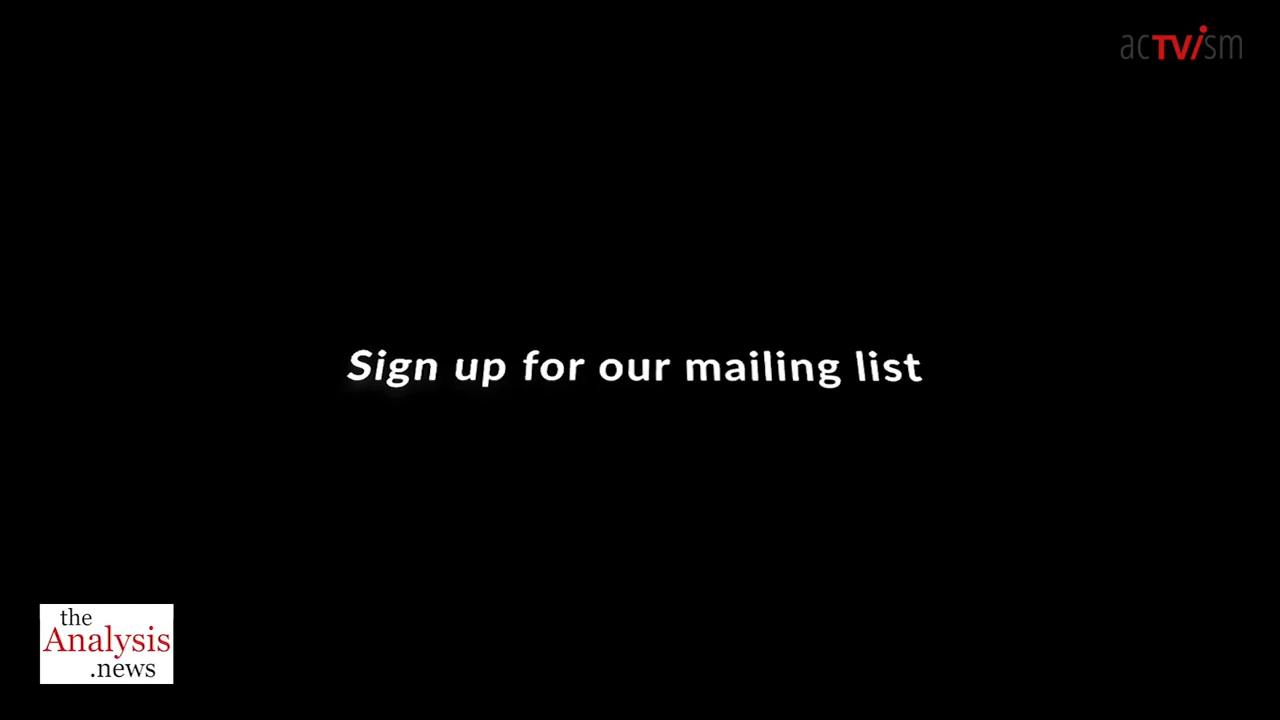 acTVism
Sign up for our mailing list
the
Analysis
.news